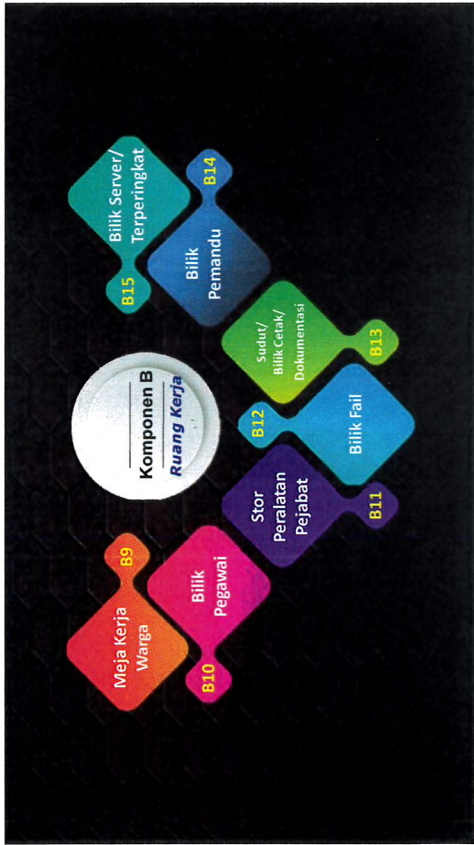 Komponen B
Ruang Kerja
B9
Meja Kerja
Warga
B10
Bilik
Pegawai
B11
Stor
Peralatan
Pejabat
B12
Bilik Fail
B13
Sudut/
Bilik Cetak/
Dokumentasi
B14
Bilik
Pemandu
B15
Bilik Server/
Terperingkat